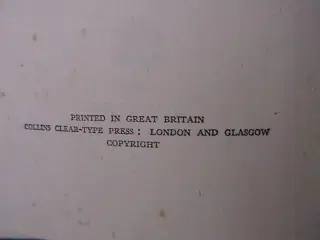 PRINTED IN GREAT BRITAIN
COLLINS CLEAR-TYPE PRESS : LONDON AND GLASGOW
COPYRIGHT